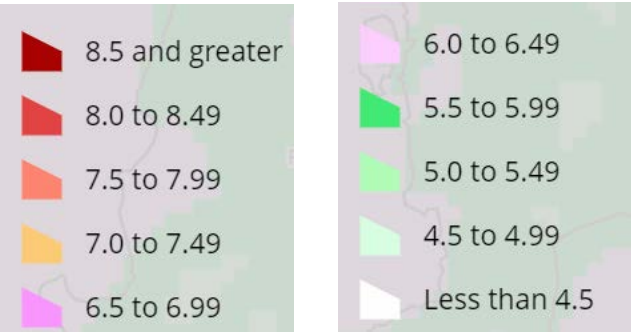 8.5 and greater
8.0 to 8.49
7.5 to 7.99
7.0 to 7.49
6.5 to 6.99
6.0 to 6.49
5.5 to 5.99
5.0 to 5.49
4.5 to 4.99
Less than 4.5